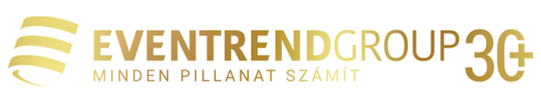 EVENTRENDGROUP 30+
MINDEN PILLANAT SZÁMÍT